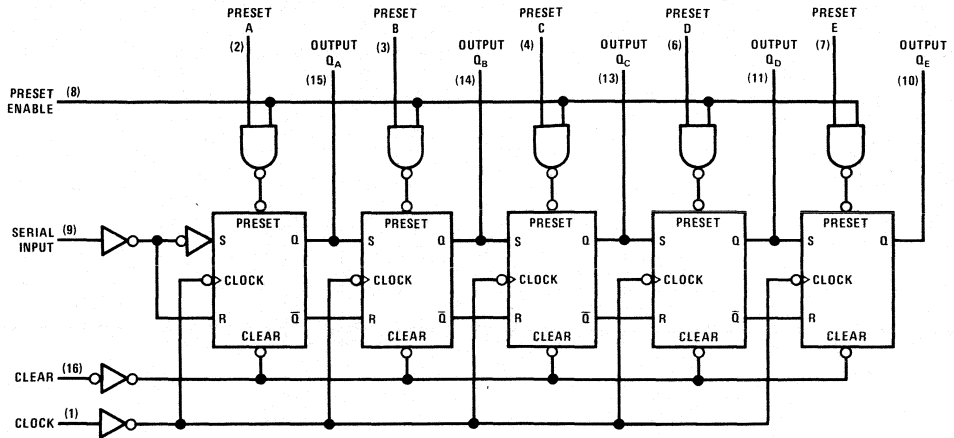 PRESET
A
(2)
OUTPUT
QA
(15)
PRESET
B
(3)
OUTPUT
QB
(14)
PRESET
C
(4)
OUTPUT
QC
(13)
PRESET
D
(6)
OUTPUT
QD
(11)
PRESET
E
(7)
OUTPUT
QE
(10)
PRESET
ENABLE
(8)
SERIAL
INPUT
(9)
PRESET
S
Q
CLOCK
R
Q̅
CLEAR
PRESET
S
Q
CLOCK
R
Q̅
CLEAR
PRESET
S
Q
CLOCK
R
Q̅
CLEAR
PRESET
S
Q
CLOCK
R
Q̅
CLEAR
PRESET
S
Q
CLOCK
R
CLEAR
CLEAR (16)
CLOCK (1)